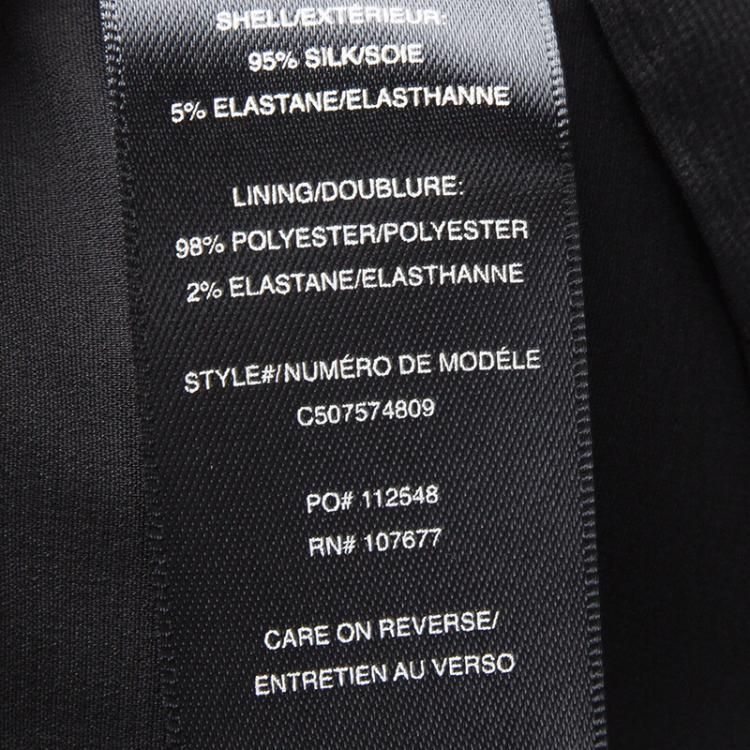 SHELL/EXTÉRIEUR:
95% SILK/SOIE
5% ELASTANE/ELASTHANNE
LINING/DOUBLURE:
98% POLYESTER/POLYESTER
2% ELASTANE/ELASTHANNE
STYLE#/NUMÉRO DE MODÉLE
C507574809
PO# 112548
RN# 107677
CARE ON REVERSE/
ENTRETIEN AU VERSO